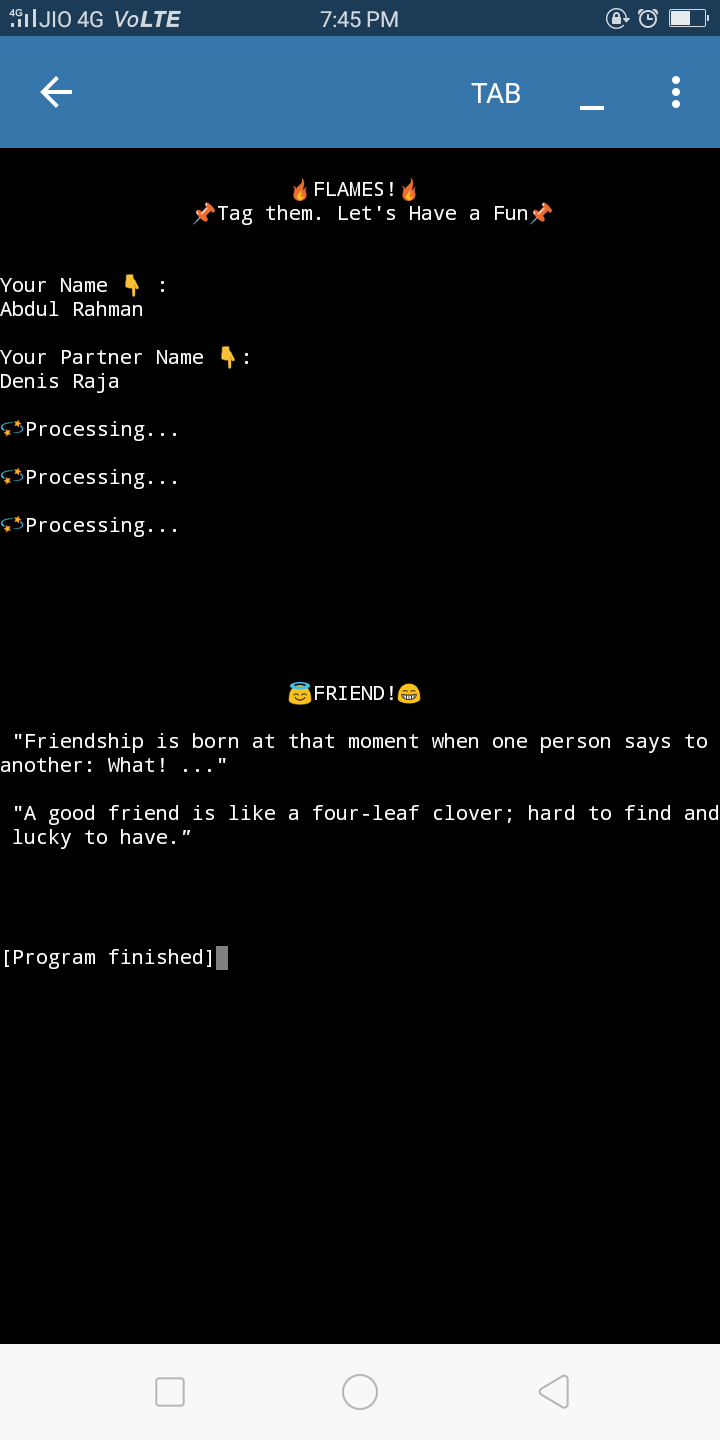 4G JIO 4G VoLTE 7:45 PM
TAB
🔥FLAMES!🔥
📌Tag them. Let's Have a Fun📌
Your Name 👇 :
Abdul Rahman
Your Partner Name 👇:
Denis Raja
💫Processing...
💫Processing...
💫Processing...
😇FRIEND!😁
"Friendship is born at that moment when one person says to
another: What! ..."
"A good friend is like a four-leaf clover; hard to find and
lucky to have.”
[Program finished]